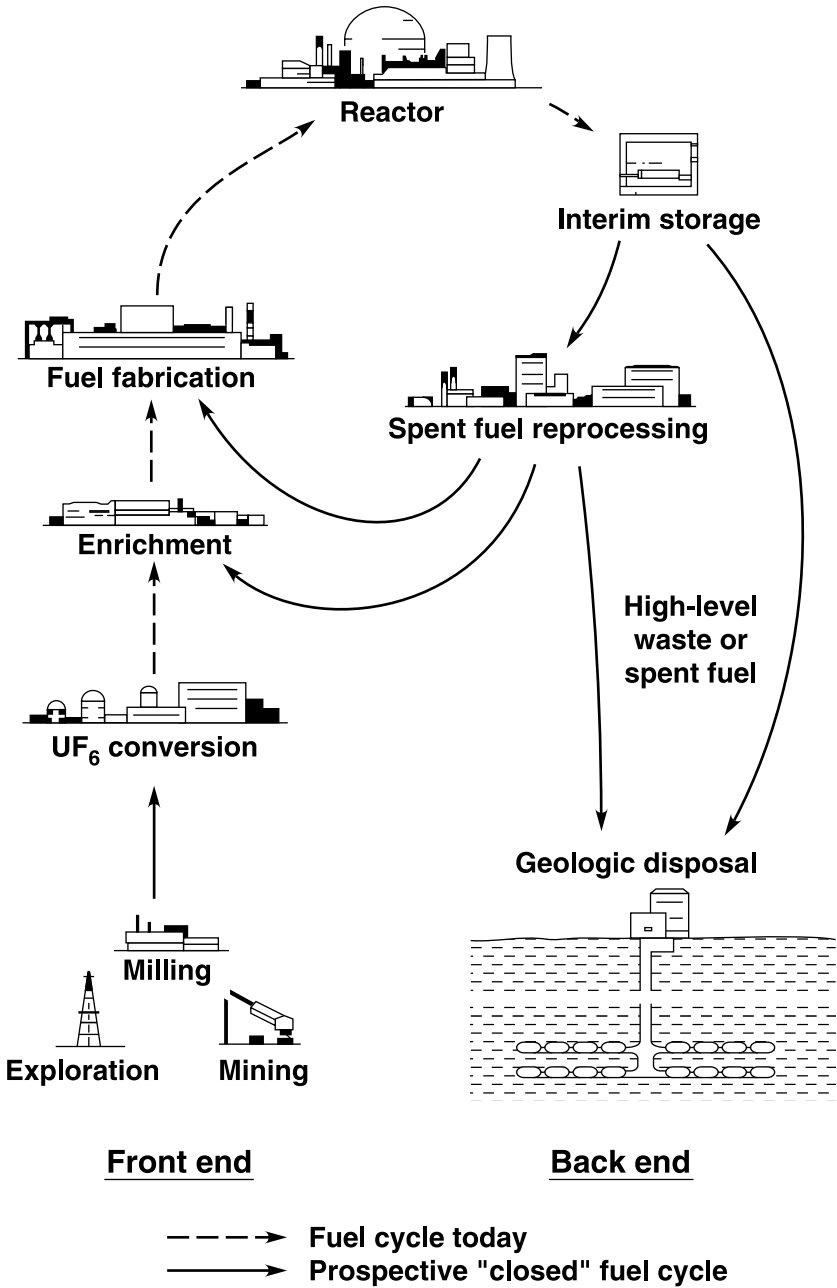 Reactor
Interim storage
Fuel fabrication
Spent fuel reprocessing
Enrichment
High-level
waste or
spent fuel
UF₆ conversion
Geologic disposal
Milling
Exploration
Mining
Front end
Back end
Fuel cycle today
Prospective "closed" fuel cycle